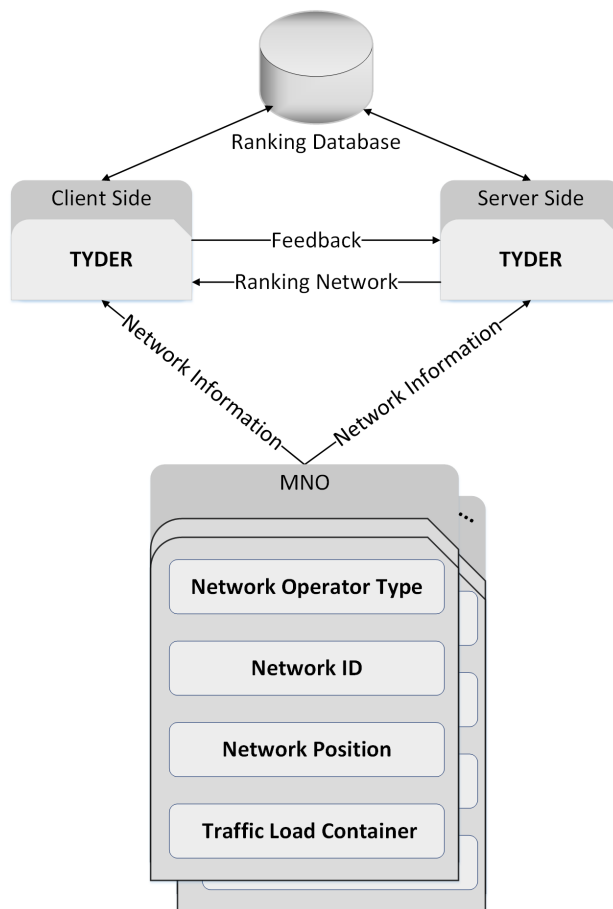 Ranking Database
Client Side
Server Side
TYDER
Feedback
TYDER
Ranking Network
Network Information
Network Information
MNO
...
Network Operator Type
Network ID
Network Position
Traffic Load Container